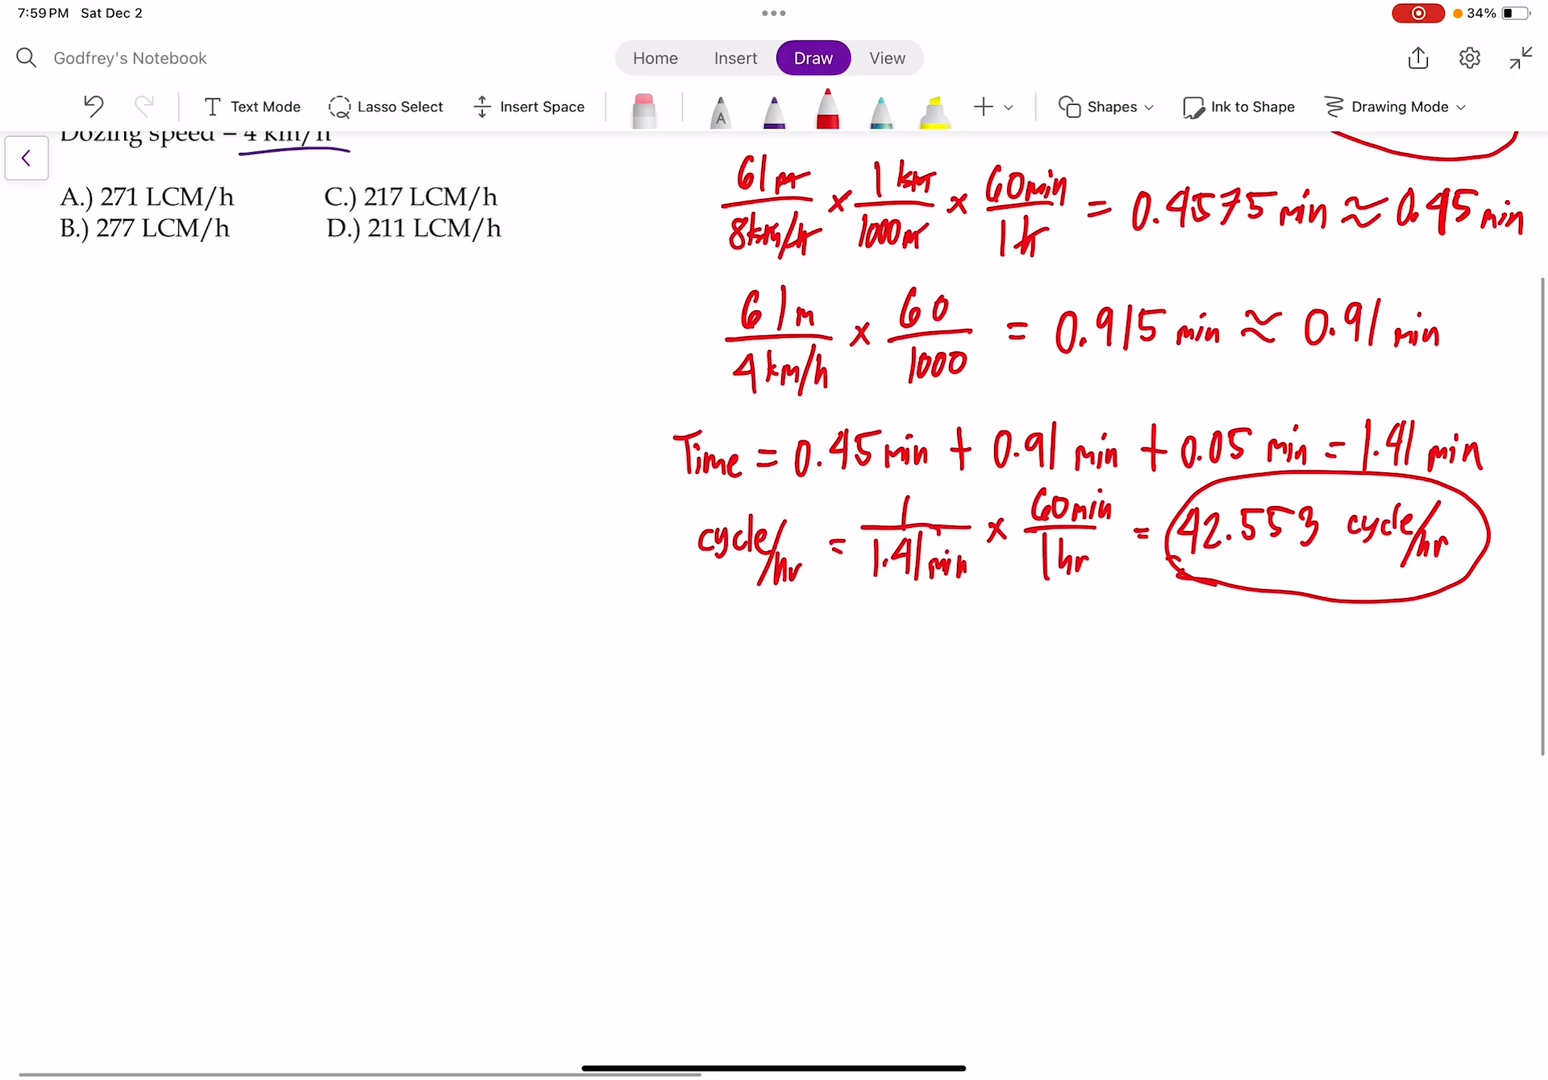 7:59 PM Sat Dec 2
34%
Godfrey's Notebook
Home Insert Draw View
Text Mode Lasso Select Insert Space Shapes Ink to Shape Drawing Mode
Dozing speed = 4 km/h
A.) 271 LCM/h C.) 217 LCM/h
B.) 277 LCM/h D.) 211 LCM/h
61 m / 8 km/h × 1 km / 1000 m × 60 min / 1 h = 0.4575 min ≈ 0.45 min
61 m / 4 km/h × 60 / 1000 = 0.915 min ≈ 0.91 min
Time = 0.45 min + 0.91 min + 0.05 min = 1.41 min
cycle/hr = 1 / 1.41 min × 60 min / 1 hr = 42.553 cycle/hr